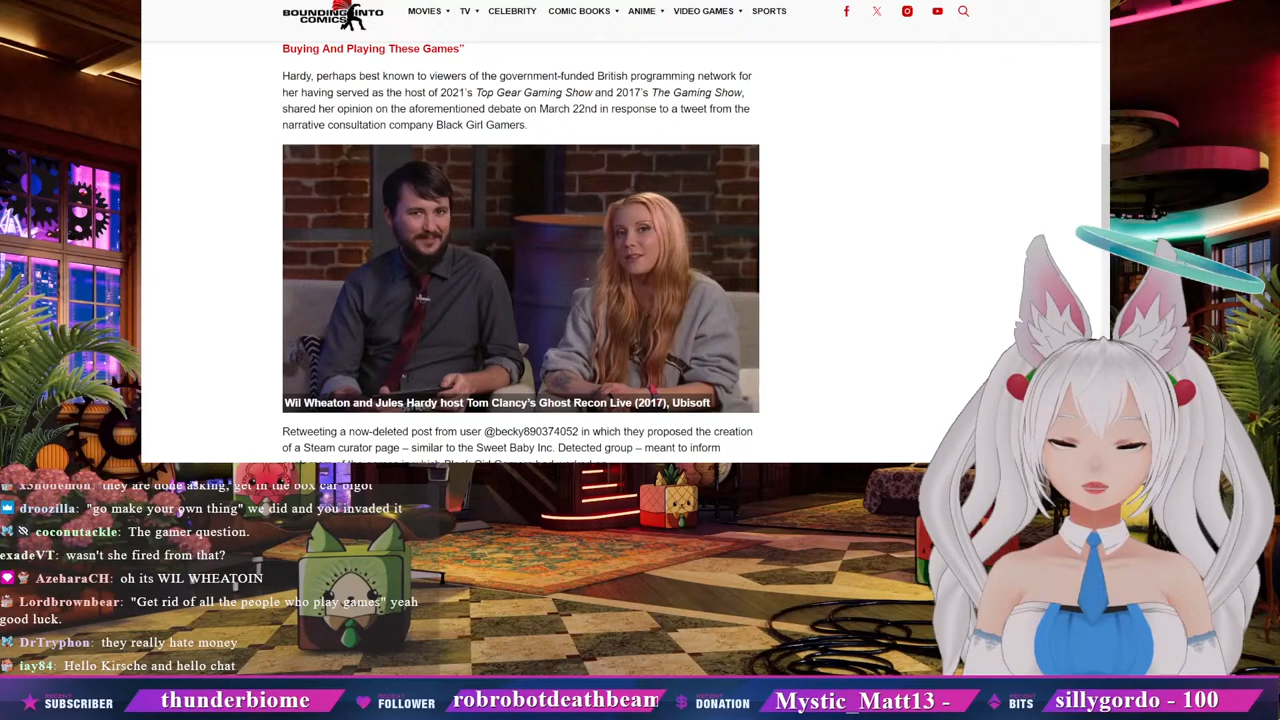 BOUNDING INTO
COMICS
MOVIES TV CELEBRITY COMIC BOOKS ANIME VIDEO GAMES SPORTS
Buying And Playing These Games"
Hardy, perhaps best known to viewers of the government-funded British programming network for
her having served as the host of 2021's Top Gear Gaming Show and 2017's The Gaming Show,
shared her opinion on the aforementioned debate on March 22nd in response to a tweet from the
narrative consultation company Black Girl Gamers.
Wil Wheaton and Jules Hardy host Tom Clancy's Ghost Recon Live (2017), Ubisoft
Retweeting a now-deleted post from user @becky890374052 in which they proposed the creation
of a Steam curator page – similar to the Sweet Baby Inc. Detected group – meant to inform
they are done asking, get in the box car bigot
droozilla: "go make your own thing" we did and you invaded it
coconutackle: The gamer question.
exadeVT: wasn't she fired from that?
AzeharaCH: oh its WIL WHEATOIN
Lordbrownbear: "Get rid of all the people who play games" yeah
good luck.
DrTryphon: they really hate money
iay84: Hello Kirsche and hello chat
RECENT SUBSCRIBER thunderbiome RECENT FOLLOWER robrobotdeathbeam RECENT DONATION Mystic_Matt13 - RECENT BITS sillygordo - 100